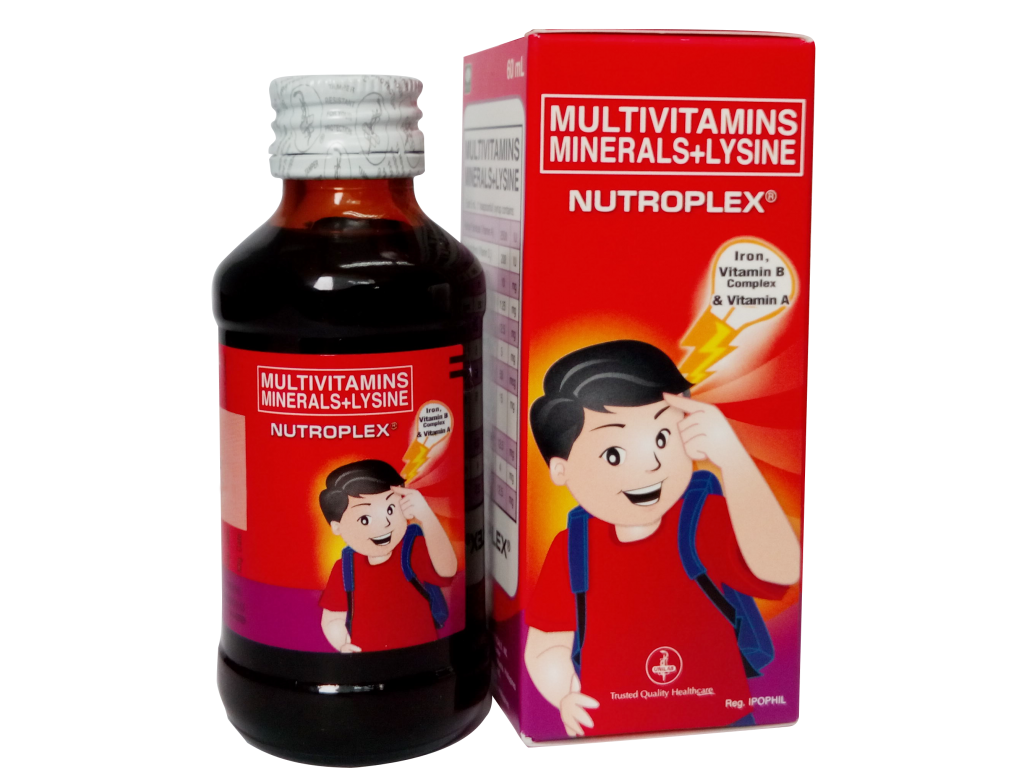 MULTIVITAMINS
MINERALS+LYSINE
NUTROPLEX®
Iron,
Vitamin B
Complex
& Vitamin A
60 mL
MULTIVITAMINS
MINERALS+LYSINE
MULTIVITAMINS
MINERALS+LYSINE
NUTROPLEX®
Iron,
Vitamin B
Complex
& Vitamin A
UNILAB
Trusted Quality Healthcare
Reg. IPOPHIL